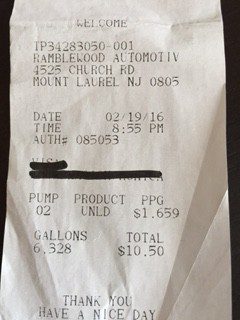 WELCOME
TP34283050-001
RAMBLEWOOD AUTOMOTIV
4525 CHURCH RD
MOUNT LAUREL NJ 0805
DATE 02/19/16
TIME 8:55 PM
AUTH# 085053
VISA
PUMP PRODUCT PPG
02 UNLD $1.659
GALLONS TOTAL
6.328 $10.50
THANK YOU
HAVE A NICE DAY